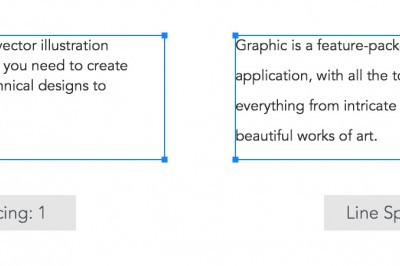 vector illustration
you need to create
hnical designs to
cing: 1
Graphic is a feature-pack
application, with all the to
everything from intricate
beautiful works of art.
Line Sp